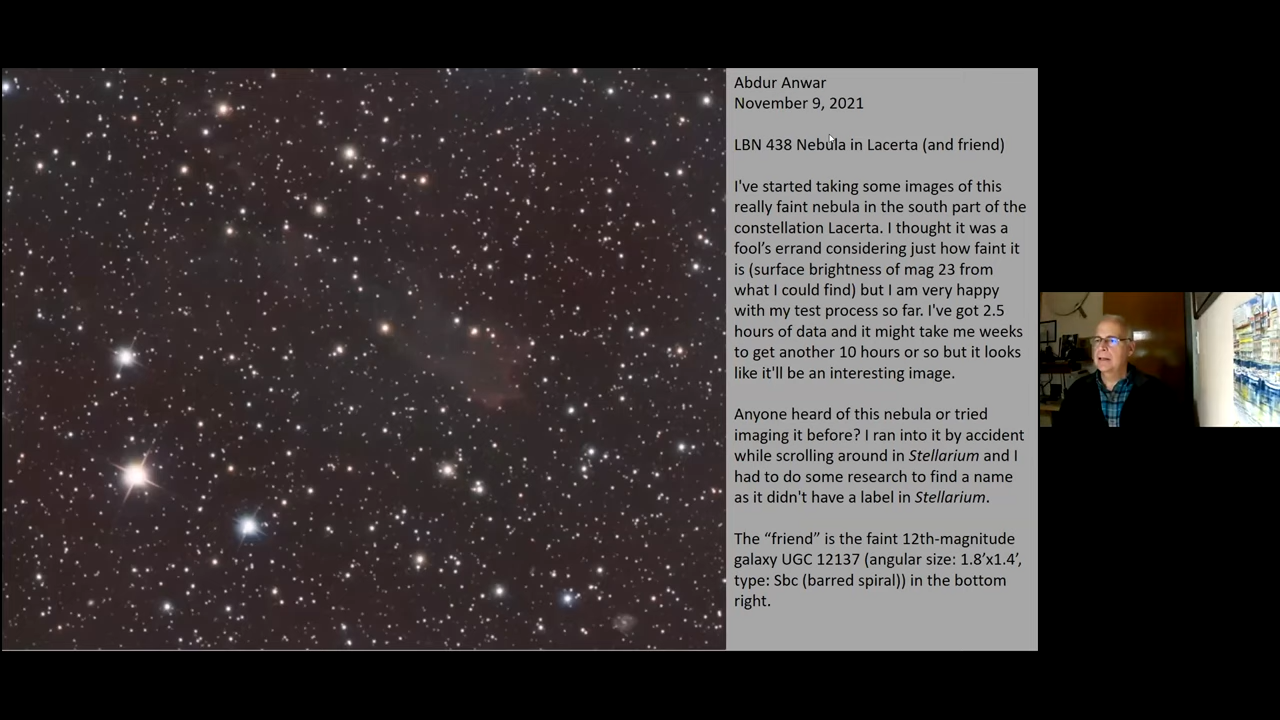 Abdur Anwar
November 9, 2021
LBN 438 Nebula in Lacerta (and friend)
I've started taking some images of this
really faint nebula in the south part of the
constellation Lacerta. I thought it was a
fool’s errand considering just how faint it
is (surface brightness of mag 23 from
what I could find) but I am very happy
with my test process so far. I've got 2.5
hours of data and it might take me weeks
to get another 10 hours or so but it looks
like it'll be an interesting image.
Anyone heard of this nebula or tried
imaging it before? I ran into it by accident
while scrolling around in Stellarium and I
had to do some research to find a name
as it didn't have a label in Stellarium.
The “friend” is the faint 12th-magnitude
galaxy UGC 12137 (angular size: 1.8’x1.4’,
type: Sbc (barred spiral)) in the bottom
right.